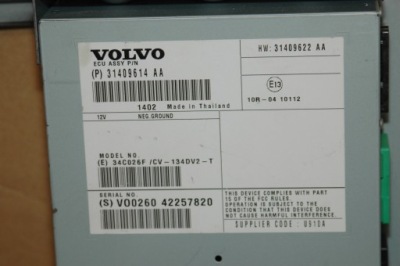 VOLVO
ECU ASSY P/N
(P) 31409614 AA
HW: 31409622 AA
E13
10R-04 10112
1402 Made in Thailand
12V NEG.GROUND
MODEL NO.
(E) 34C026F /CV-134DV2-T
SERIAL NO.
(S) VO0260 42257820
THIS DEVICE COMPLIES WITH PART
15 OF THE FCC RULES.
OPERATION IS SUBJECT TO THE
CONDITION THAT THIS DEVICE DOES
NOT CAUSE HARMFUL INTERFERENCE.
SUPPLIER CODE : U910A